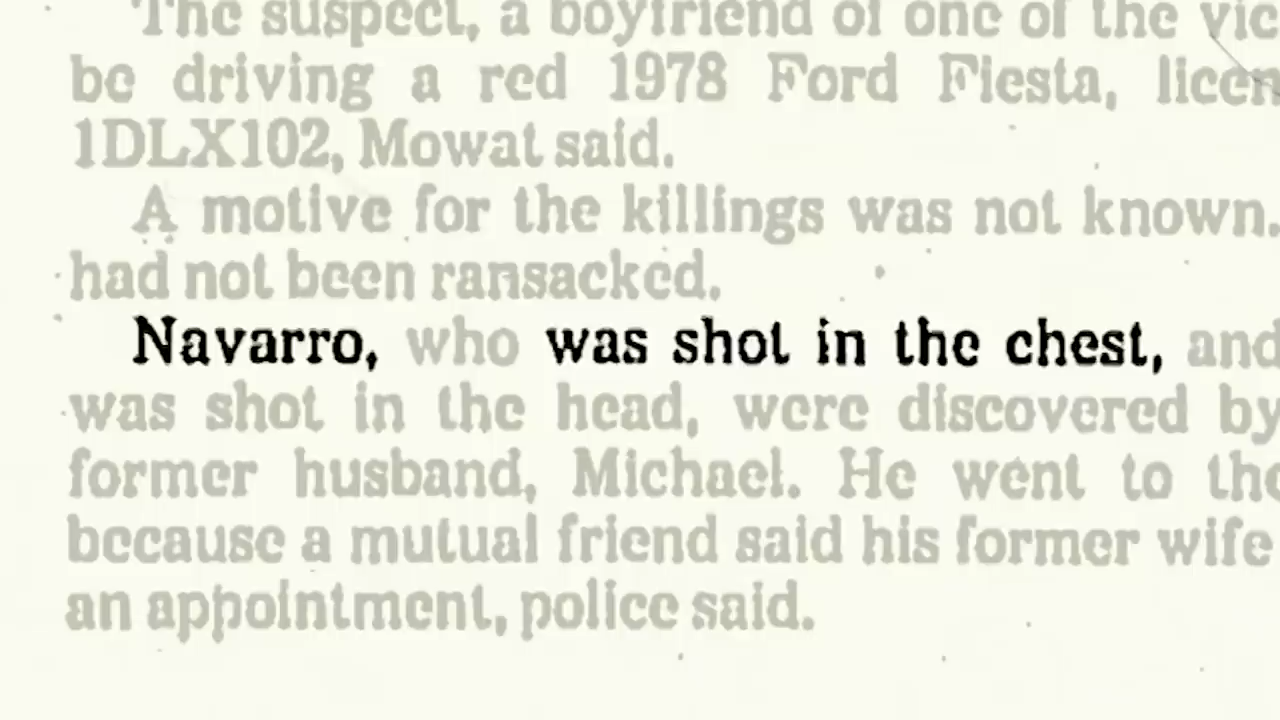 The suspect, a boyfriend of one of the
be driving a red 1978 Ford Fiesta,
1DLX102, Mowat said.
A motive for the killings was not known.
had not been ransacked.
Navarro, who was shot in the chest, and
was shot in the head, were discovered by
former husband, Michael. He went to the
because a mutual friend said his former wife
an appointment, police said.